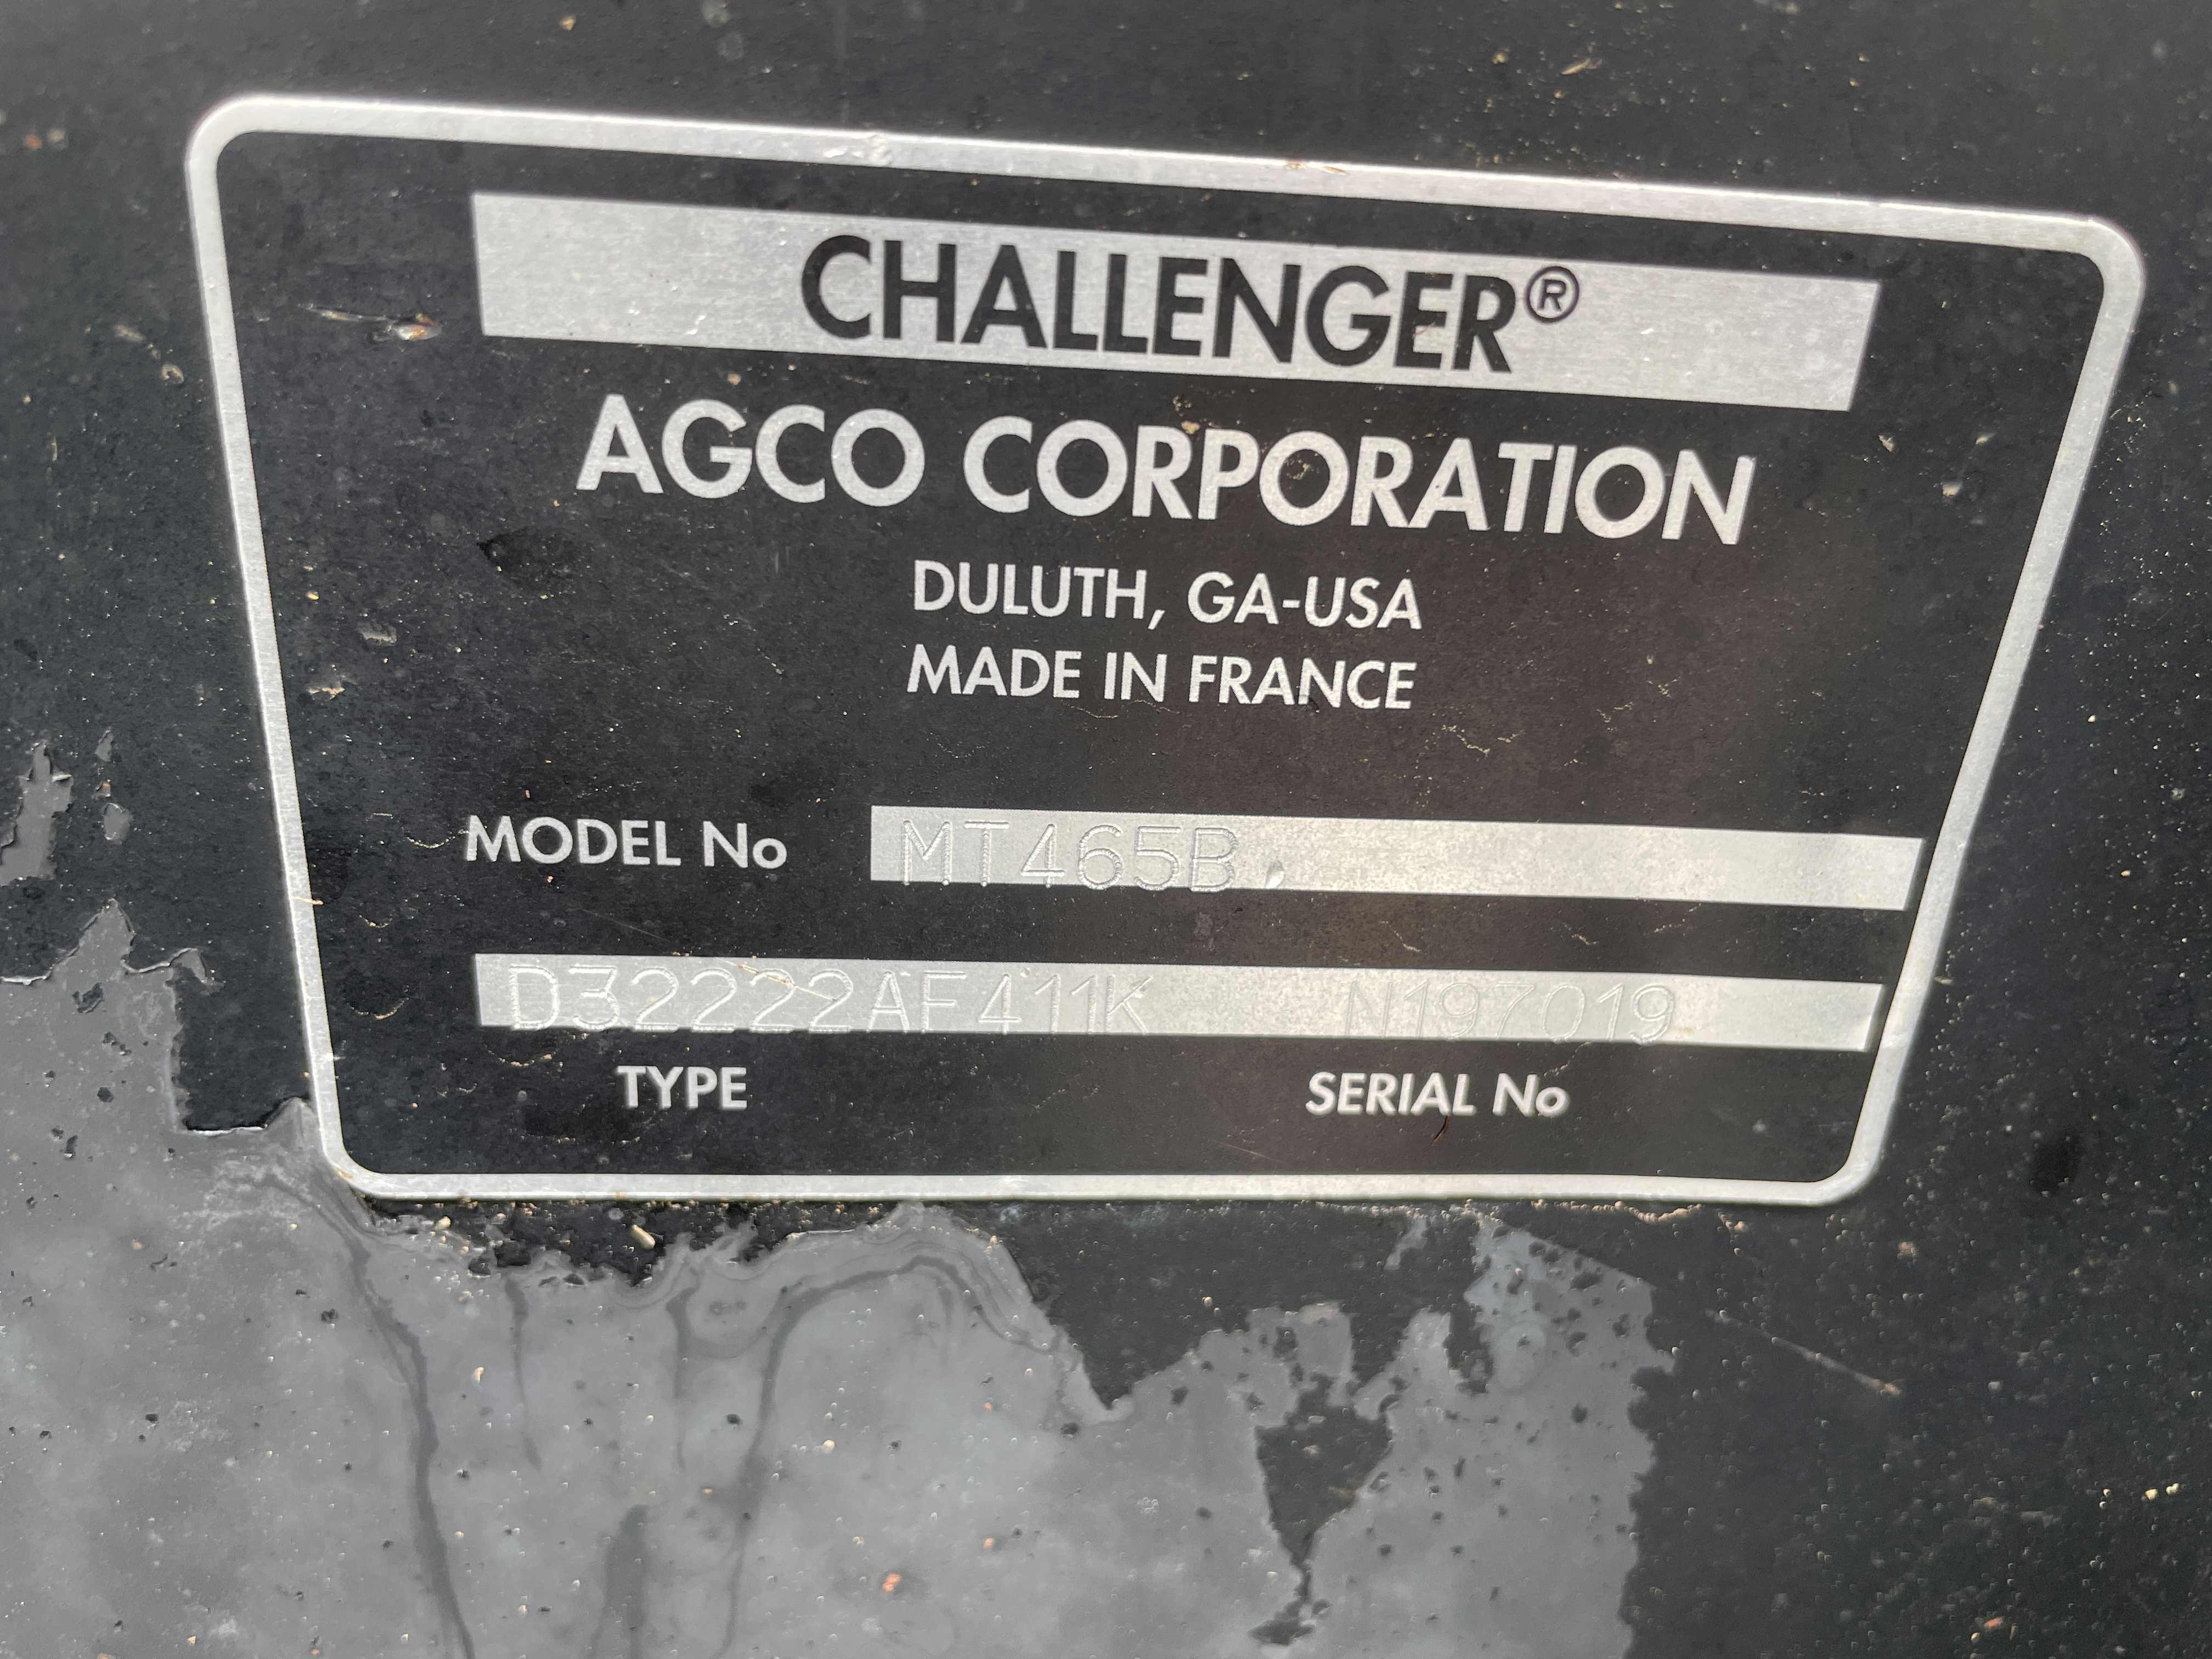 CHALLENGER®
AGCO CORPORATION
DULUTH, GA-USA
MADE IN FRANCE
MODEL No MT465B
D32222AF411K N197019
TYPE SERIAL No